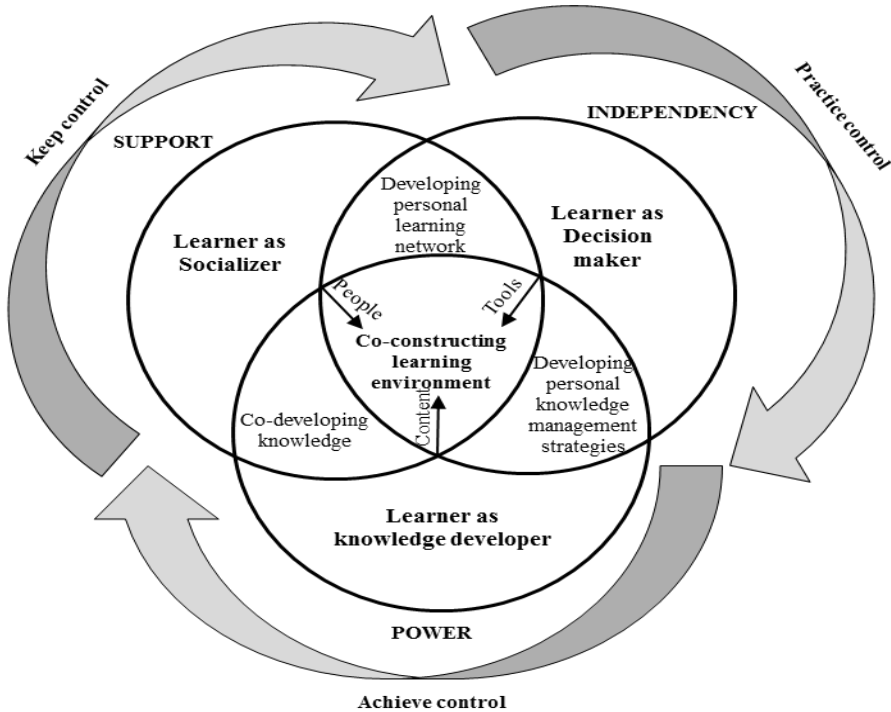 Keep control
Practice control
INDEPENDENCY
SUPPORT
Developing
personal
learning
network
Learner as
Socializer
Learner as
Decision
maker
People
Tools
Co-constructing
learning
environment
Content
Developing
personal
knowledge
management
strategies
Co-developing
knowledge
Learner as
knowledge developer
POWER
Achieve control